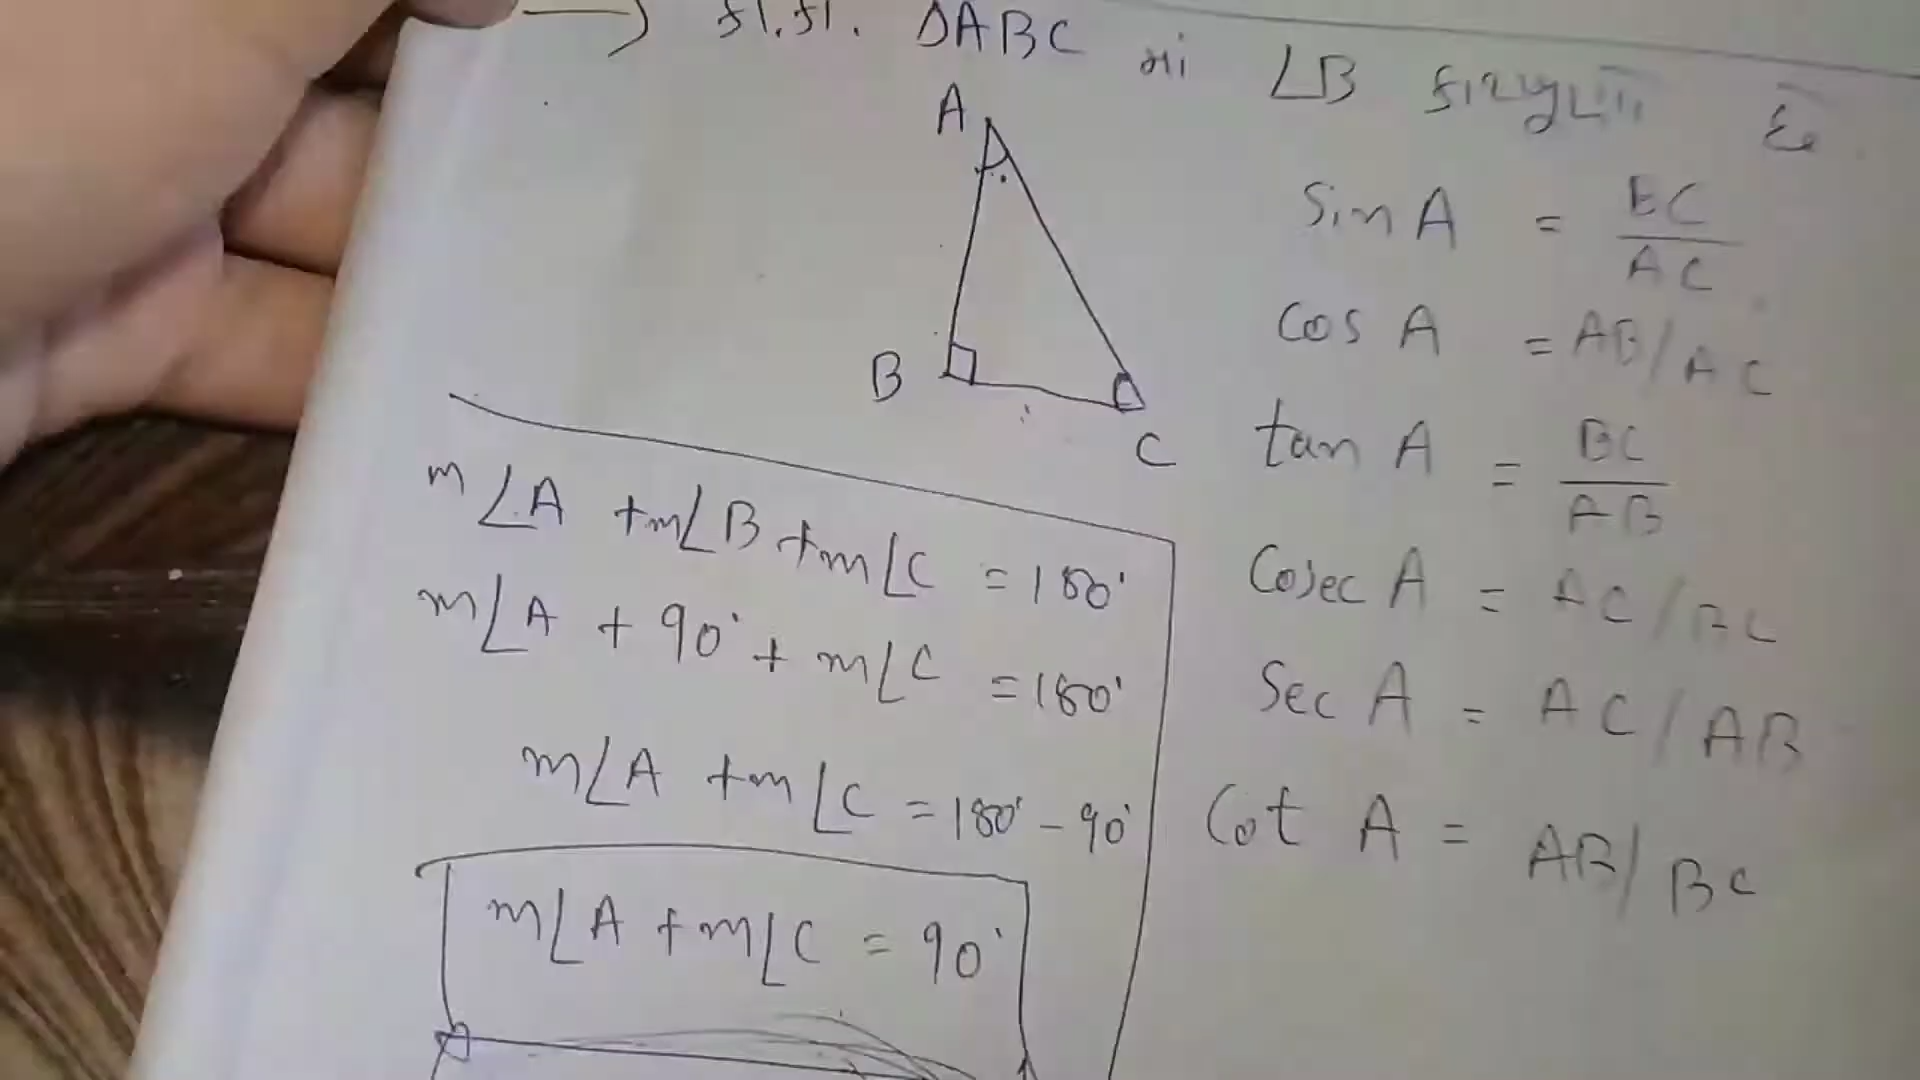 → કા.કો. ΔABC માં ∠B કાટખૂણો છે.
A
B
C
Sin A = BC/AC
Cos A = AB/AC
tan A = BC/AB
Cosec A = AC/BC
Sec A = AC/AB
Cot A = AB/BC
m∠A + m∠B + m∠C = 180°
m∠A + 90° + m∠C = 180°
m∠A + m∠C = 180° - 90°
m∠A + m∠C = 90°